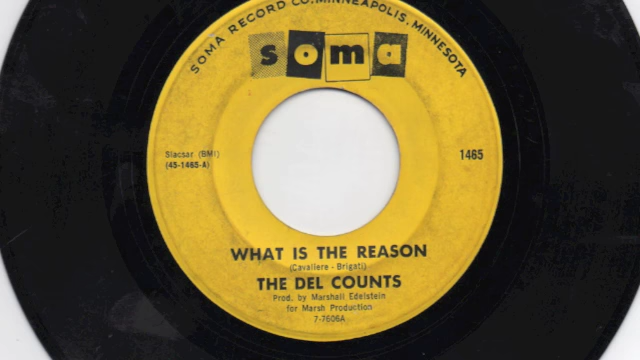 SOMA RECORD CO. MINNEAPOLIS, MINNESOTA
soma
Slacsar (BMI)
(45-1465-A)
1465
WHAT IS THE REASON
(Cavaliere - Brigati)
THE DEL COUNTS
Prod. by Marshall Edelstein
for Marsh Production
7-7606A